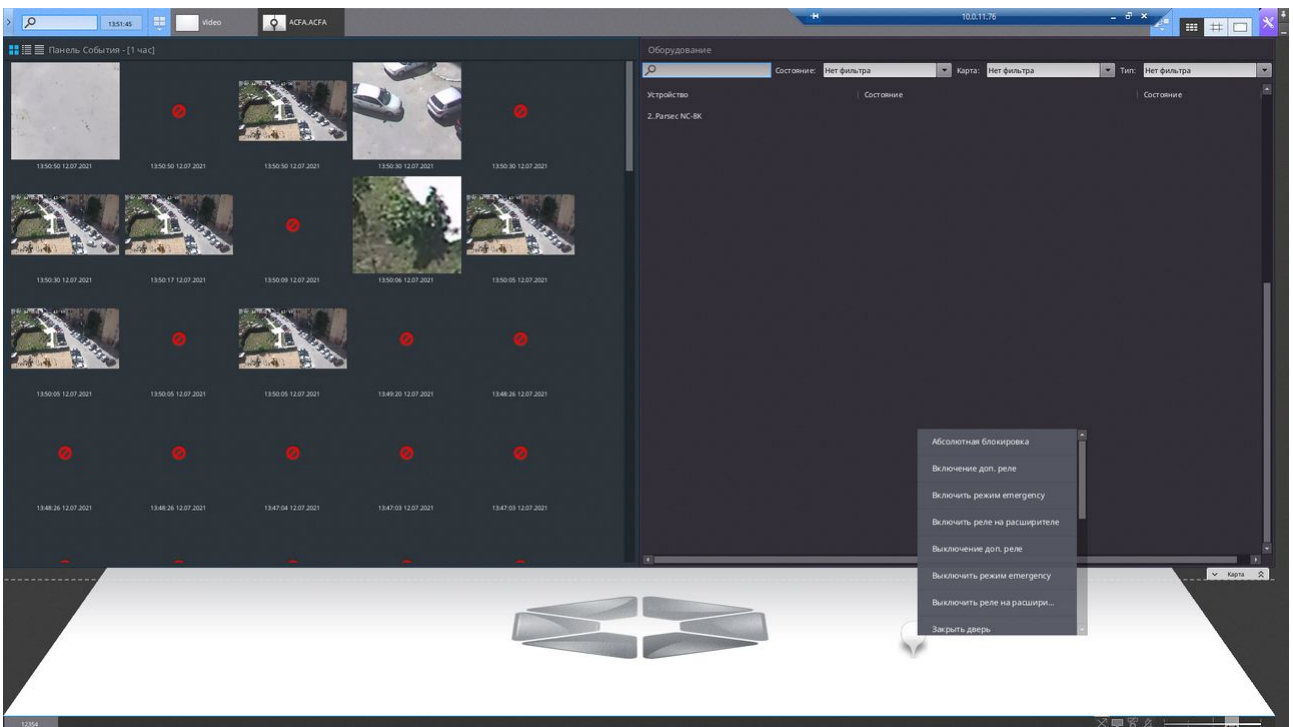 13:51:45
video
ACFA.ACFA
10.0.11.76
Панель События - [1 час]
Оборудование
Состояние: Нет фильтра
Карта: Нет фильтра
Тип: Нет фильтра
Устройство
Состояние
Состояние
2..Parsec NC-8K
13:50:50 12.07.2021
13:50:50 12.07.2021
13:50:50 12.07.2021
13:50:30 12.07.2021
13:50:30 12.07.2021
13:50:30 12.07.2021
13:50:17 12.07.2021
13:50:09 12.07.2021
13:50:06 12.07.2021
13:50:05 12.07.2021
13:50:05 12.07.2021
13:50:05 12.07.2021
13:50:05 12.07.2021
13:49:20 12.07.2021
13:48:26 12.07.2021
13:48:26 12.07.2021
13:48:26 12.07.2021
13:47:04 12.07.2021
13:47:03 12.07.2021
13:47:03 12.07.2021
Абсолютная блокировка
Включение доп. реле
Включить режим emergency
Включить реле на расширителе
Выключение доп. реле
Выключить режим emergency
Выключить реле на расшири...
Закрыть дверь
Карта
12354